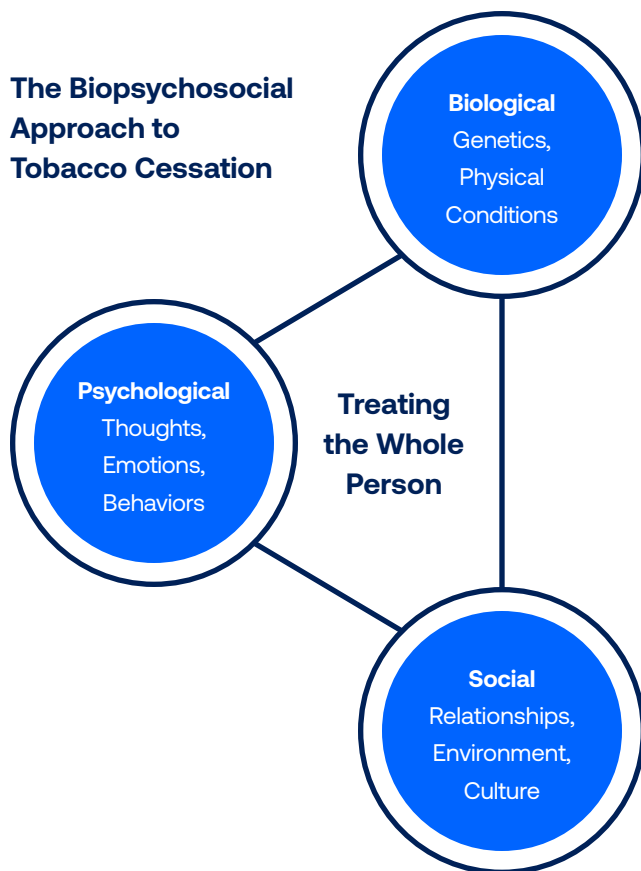 The Biopsychosocial
Approach to
Tobacco Cessation
Biological
Genetics,
Physical
Conditions
Psychological
Thoughts,
Emotions,
Behaviors
Treating
the Whole
Person
Social
Relationships,
Environment,
Culture